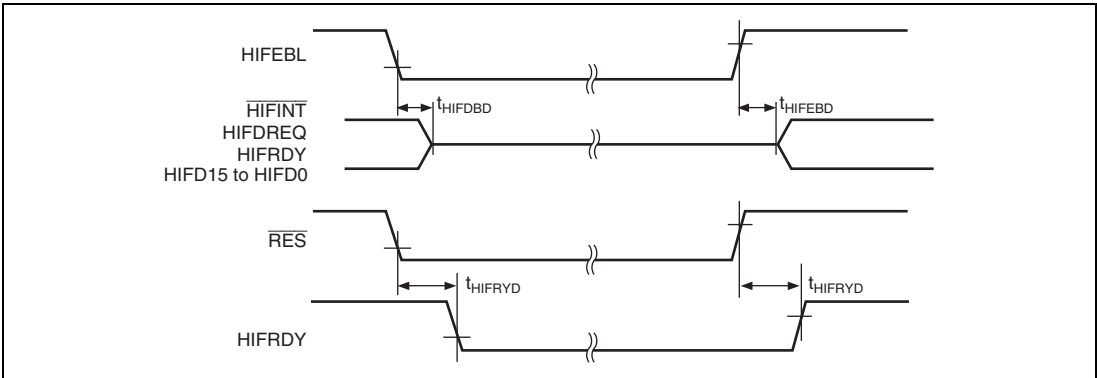 HIFEBL
tHIFDBD
tHIFEBD
HIFINT
HIFDREQ
HIFRDY
HIFD15 to HIFD0
RES
tHIFRYD
tHIFRYD
HIFRDY